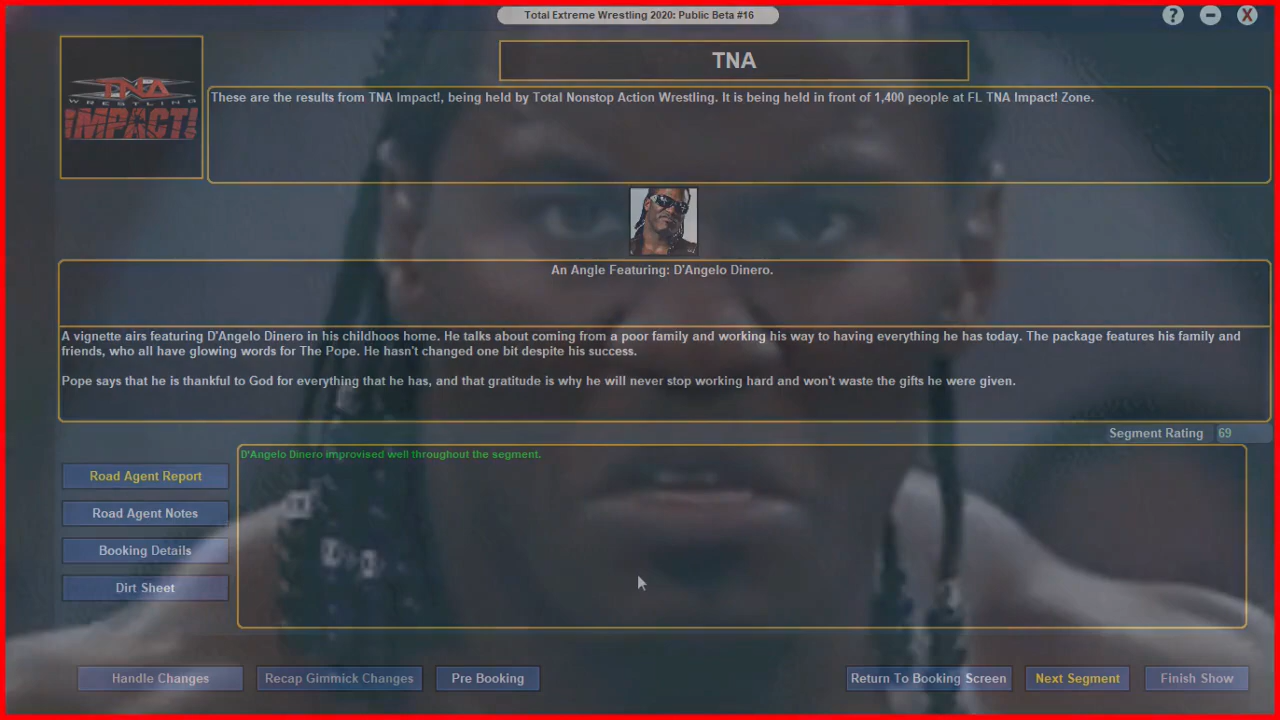 Total Extreme Wrestling 2020: Public Beta #16
? — X
TNA
TNA
WRESTLING
IMPACT!
These are the results from TNA Impact!, being held by Total Nonstop Action Wrestling. It is being held in front of 1,400 people at FL TNA Impact! Zone.
An Angle Featuring: D'Angelo Dinero.
A vignette airs featuring D'Angelo Dinero in his childhoos home. He talks about coming from a poor family and working his way to having everything he has today. The package features his family and
friends, who all have glowing words for The Pope. He hasn't changed one bit despite his success.
Pope says that he is thankful to God for everything that he has, and that gratitude is why he will never stop working hard and won't waste the gifts he were given.
Segment Rating 69
D'Angelo Dinero improvised well throughout the segment.
Road Agent Report
Road Agent Notes
Booking Details
Dirt Sheet
Handle Changes Recap Gimmick Changes Pre Booking Return To Booking Screen Next Segment Finish Show